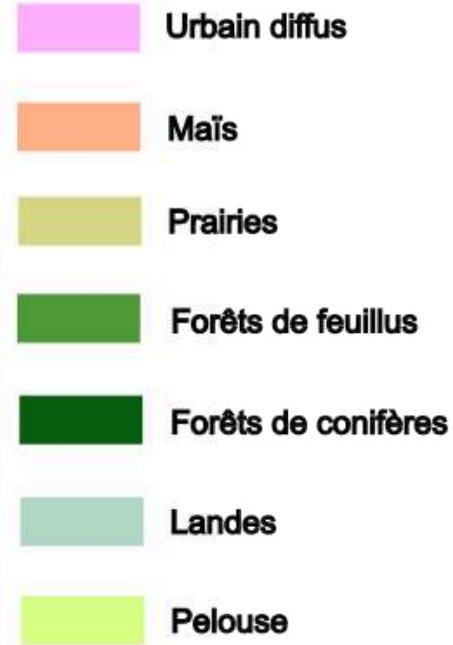 Urbain diffus
Maïs
Prairies
Forêts de feuillus
Forêts de conifères
Landes
Pelouse